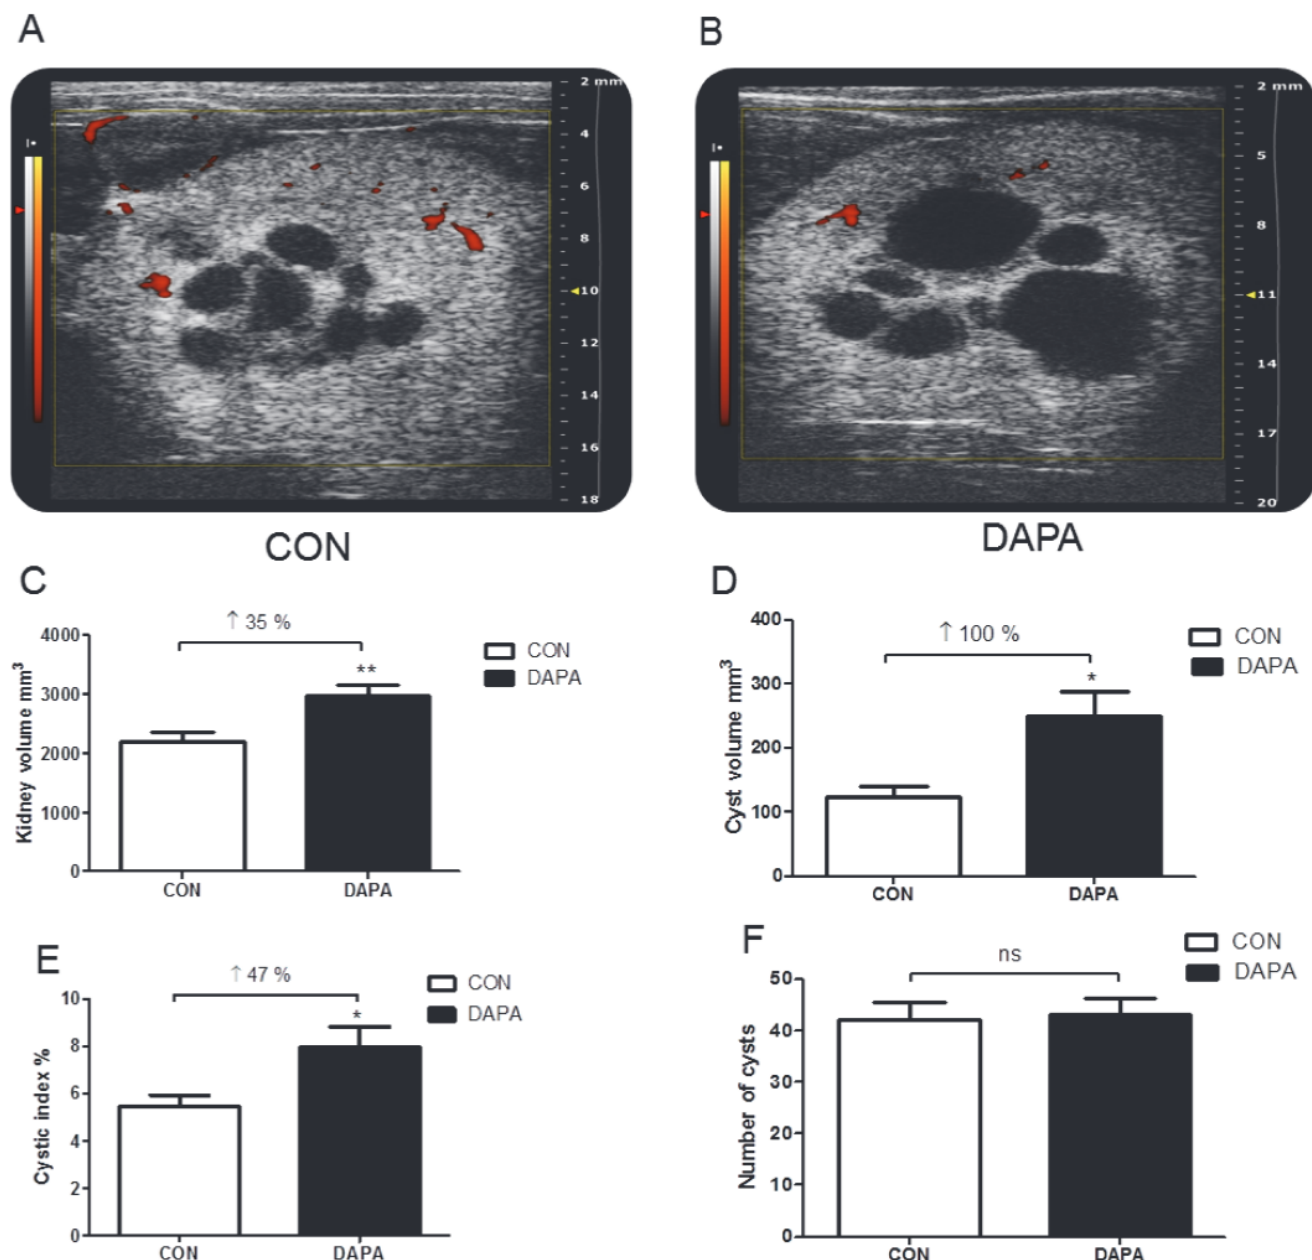 A
B
2 mm
4
6
8
10
12
14
16
18
2 mm
5
8
11
14
17
20
CON
DAPA
C
↑ 35 %
**
Kidney volume mm³
4000
3000
2000
1000
0
CON
DAPA
CON
DAPA
D
↑ 100 %
*
Cyst volume mm³
400
300
200
100
0
CON
DAPA
CON
DAPA
E
↑ 47 %
*
Cystic index %
10
8
6
4
2
0
CON
DAPA
CON
DAPA
F
ns
Number of cysts
50
40
30
20
10
0
CON
DAPA
CON
DAPA